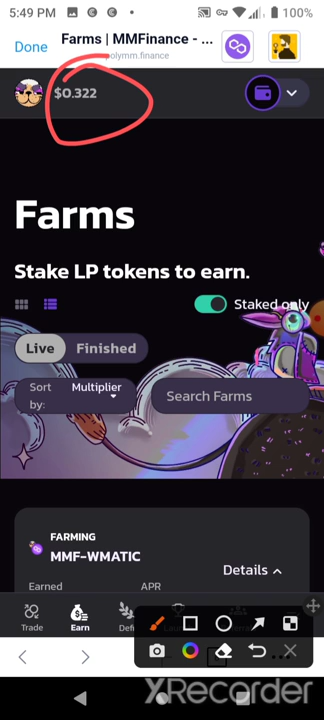 5:49 PM
100%
Done
Farms | MMFinance - ...
polymm.finance
$0.322
Farms
Stake LP tokens to earn.
Staked only
Live
Finished
Sort by:
Multiplier
Search Farms
FARMING
MMF-WMATIC
Details
Earned
APR
Trade
Earn
XRecorder